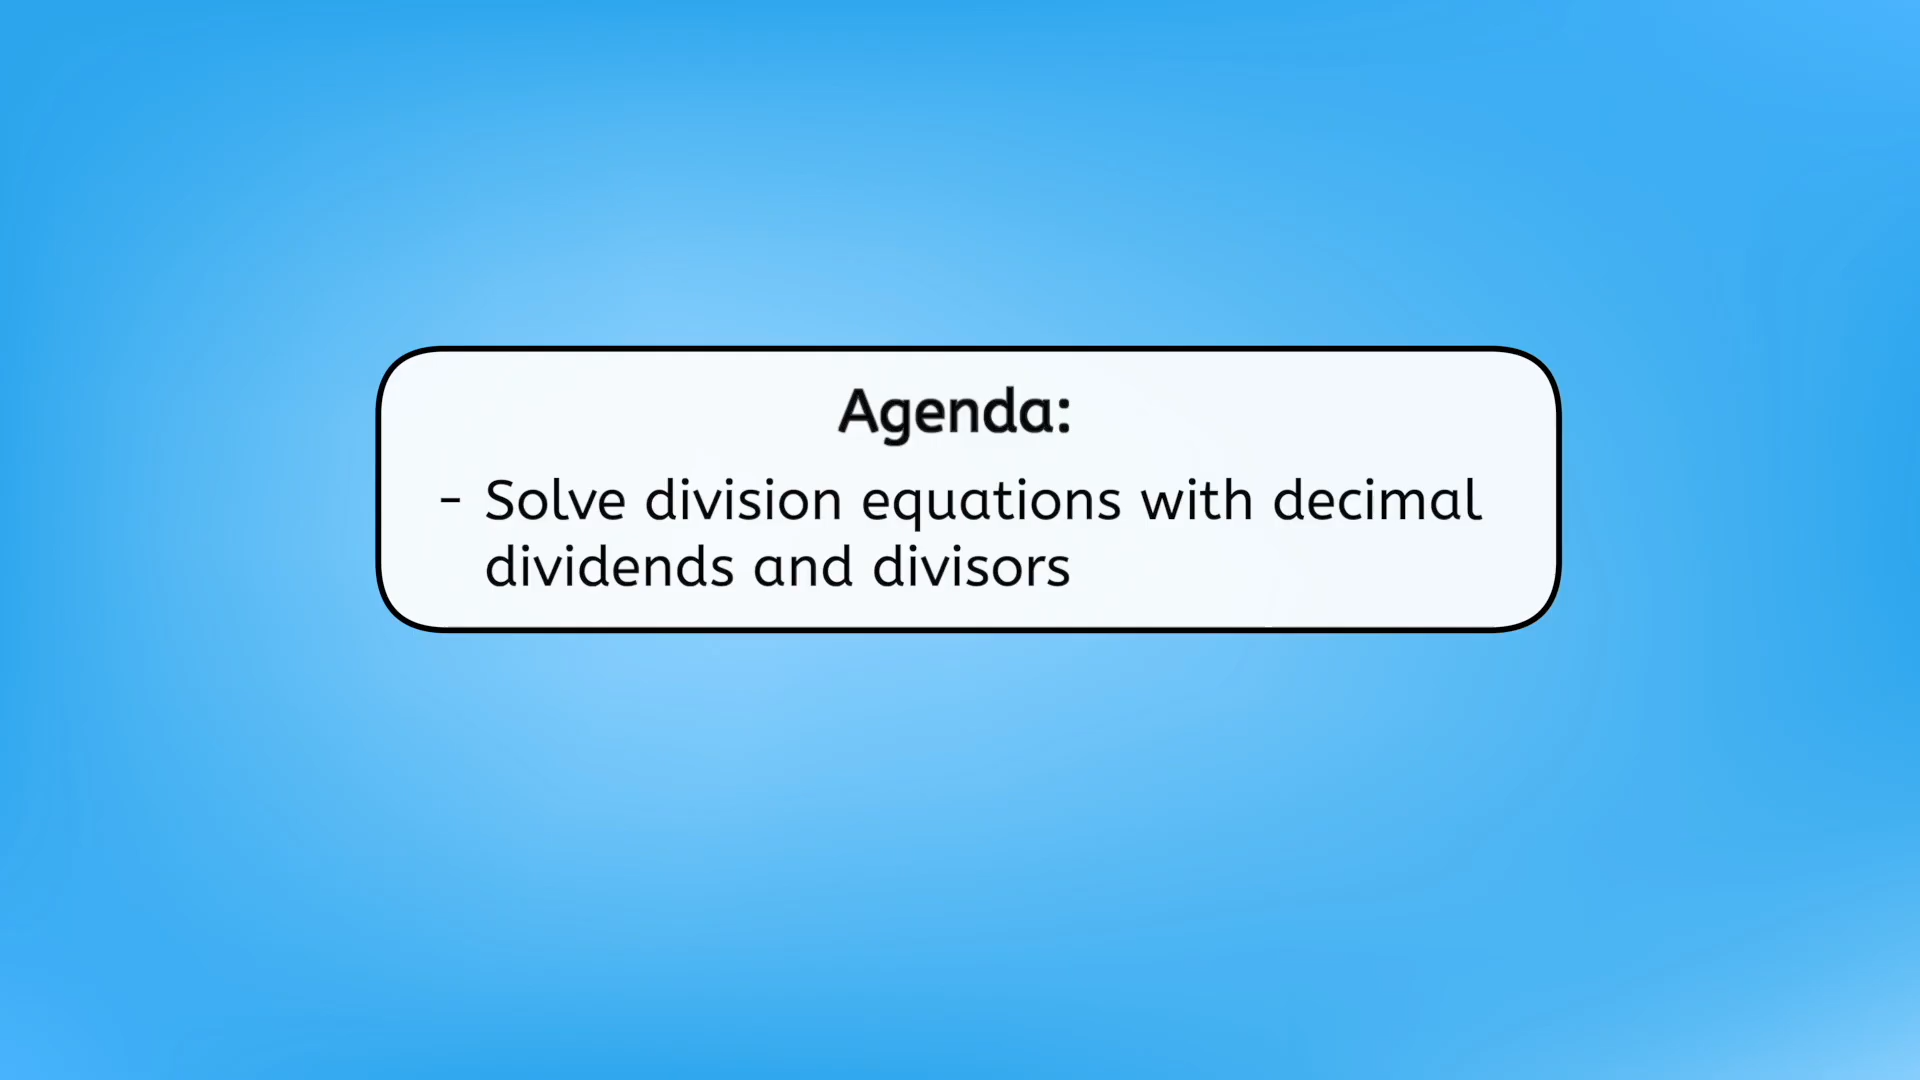 Agenda:
- Solve division equations with decimal
dividends and divisors